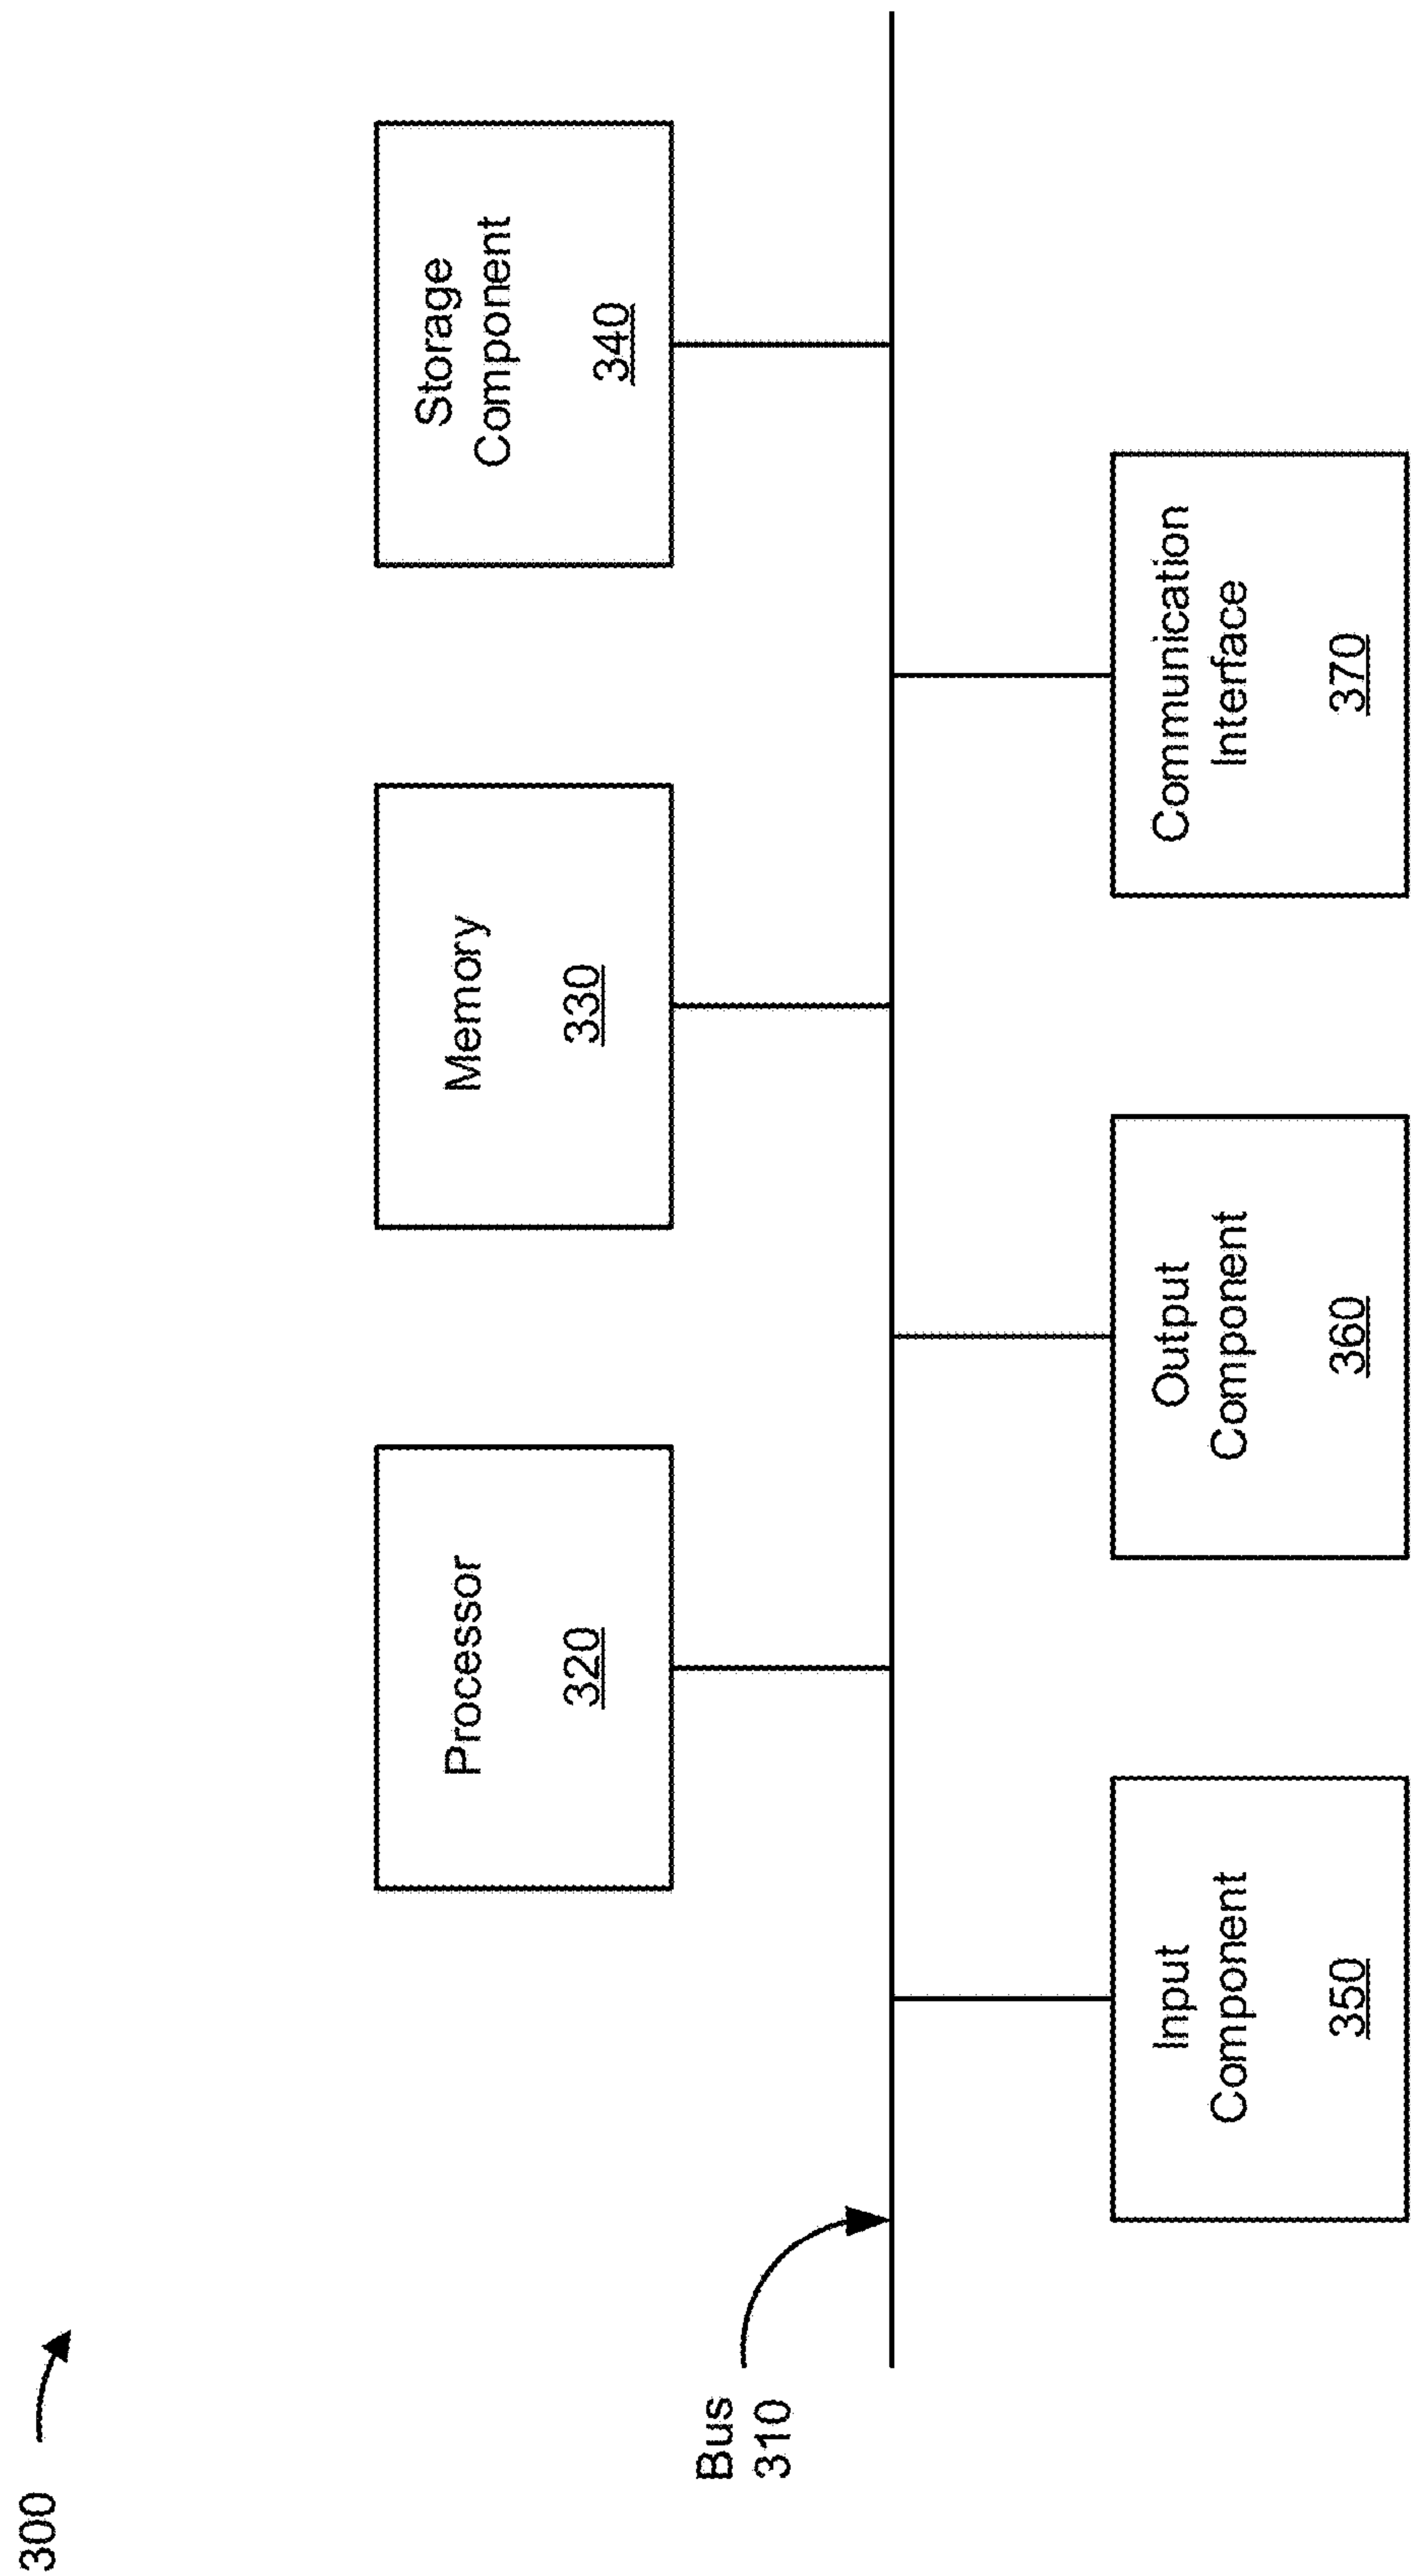 300
Processor
320
Memory
330
Storage
Component
340
Bus
310
Input
Component
350
Output
Component
360
Communication
Interface
370